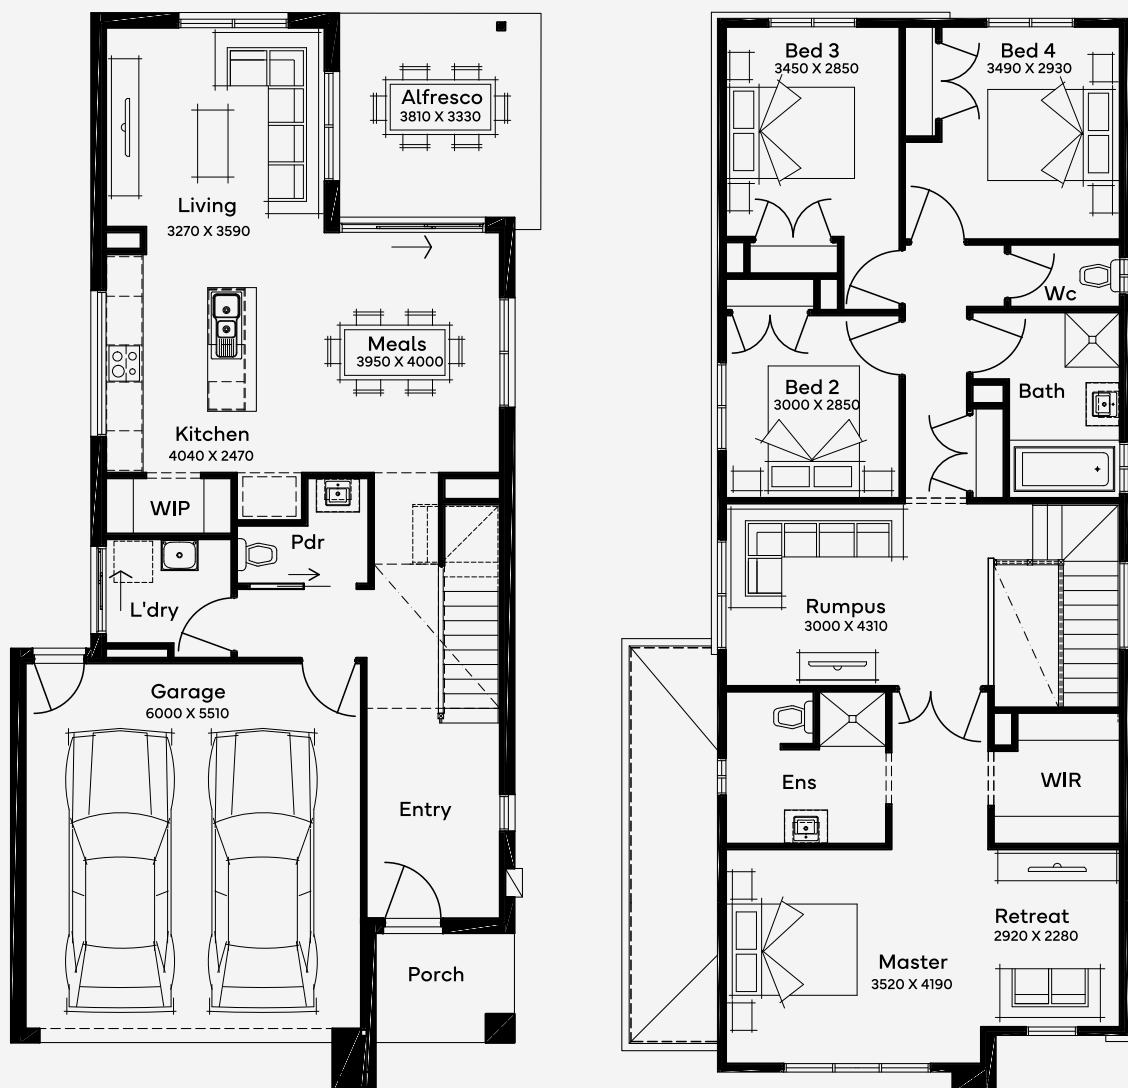 Alfresco
3810 X 3330
Living
3270 X 3590
Meals
3950 X 4000
Kitchen
4040 X 2470
WIP
Pdr
L'dry
Garage
6000 X 5510
Entry
Porch
Bed 3
3450 X 2850
Bed 4
3490 X 2930
Wc
Bed 2
3000 X 2850
Bath
Rumpus
3000 X 4310
Ens
WIR
Retreat
2920 X 2280
Master
3520 X 4190